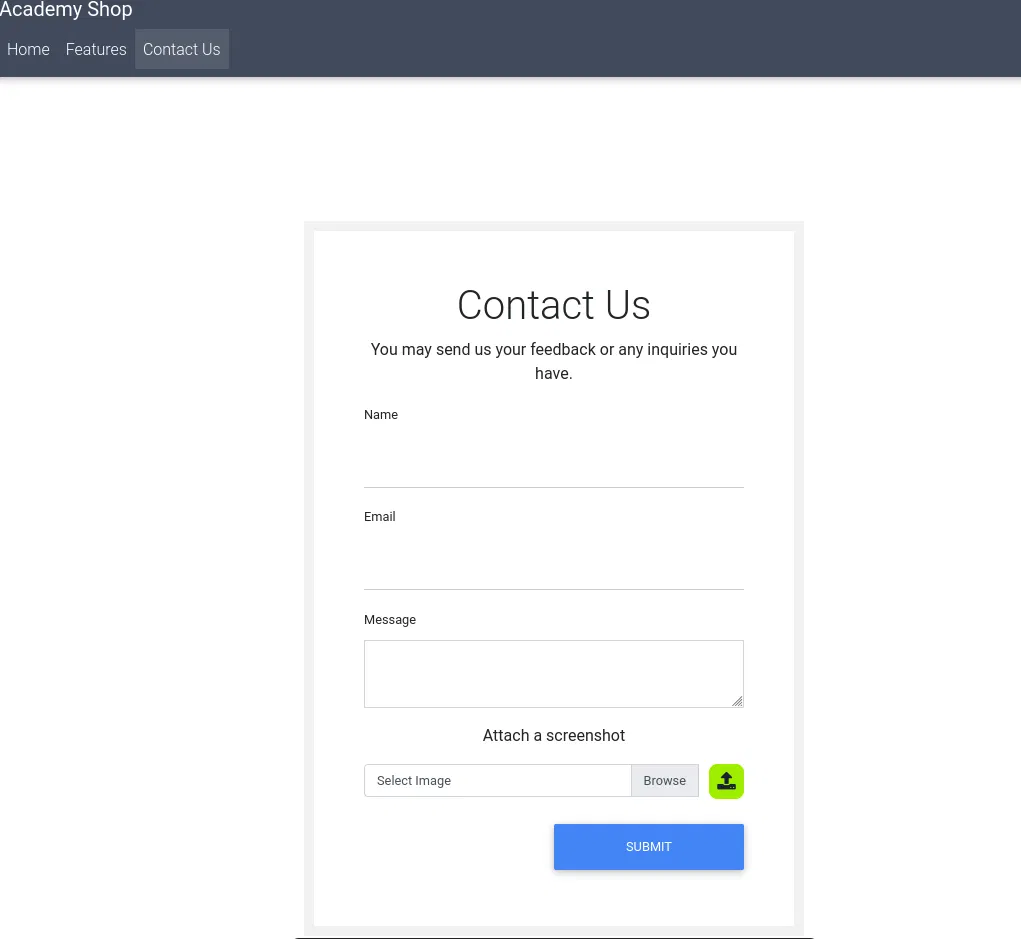 Academy Shop
Home Features Contact Us
Contact Us
You may send us your feedback or any inquiries you
have.
Name
Email
Message
Attach a screenshot
Select Image Browse
SUBMIT